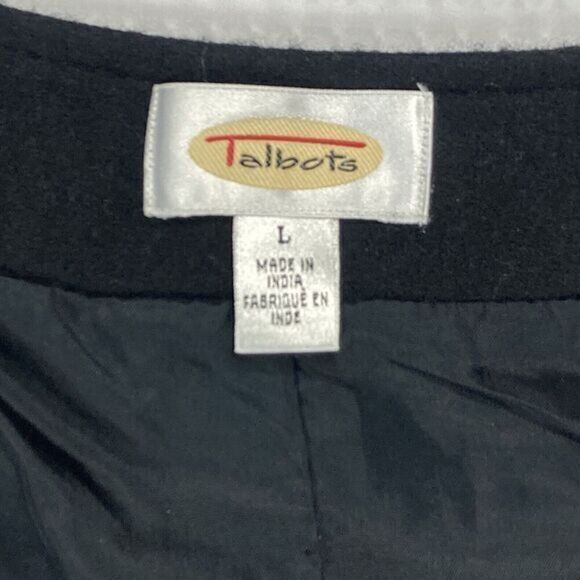 Talbots
L
MADE IN
INDIA
FABRIQUÉ EN
INDE